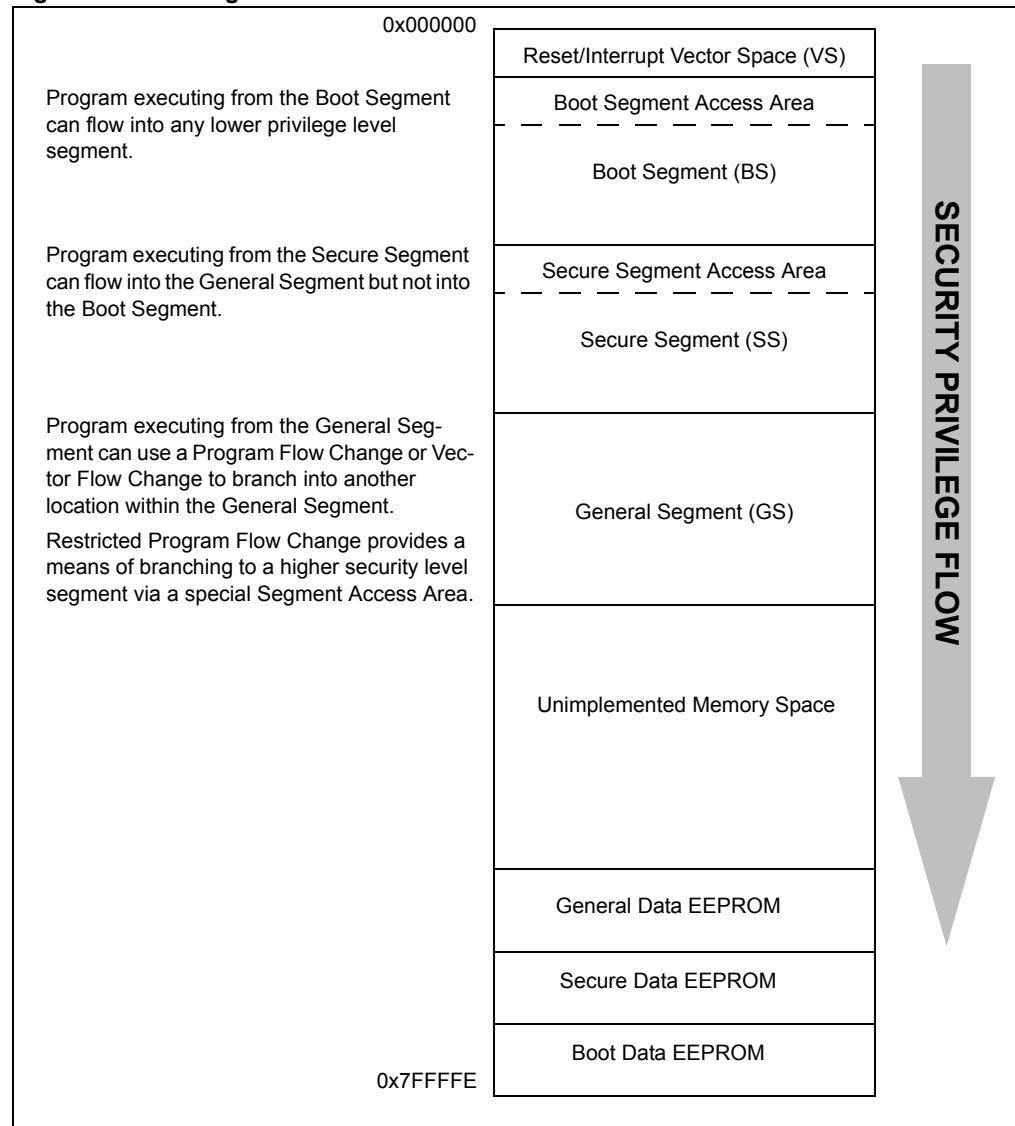 0x000000
Reset/Interrupt Vector Space (VS)
Program executing from the Boot Segment
can flow into any lower privilege level
segment.
Boot Segment Access Area
Boot Segment (BS)
Program executing from the Secure Segment
can flow into the General Segment but not into
the Boot Segment.
Secure Segment Access Area
Secure Segment (SS)
Program executing from the General Seg-
ment can use a Program Flow Change or Vec-
tor Flow Change to branch into another
location within the General Segment.
Restricted Program Flow Change provides a
means of branching to a higher security level
segment via a special Segment Access Area.
General Segment (GS)
Unimplemented Memory Space
General Data EEPROM
Secure Data EEPROM
Boot Data EEPROM
0x7FFFFE
SECURITY PRIVILEGE FLOW